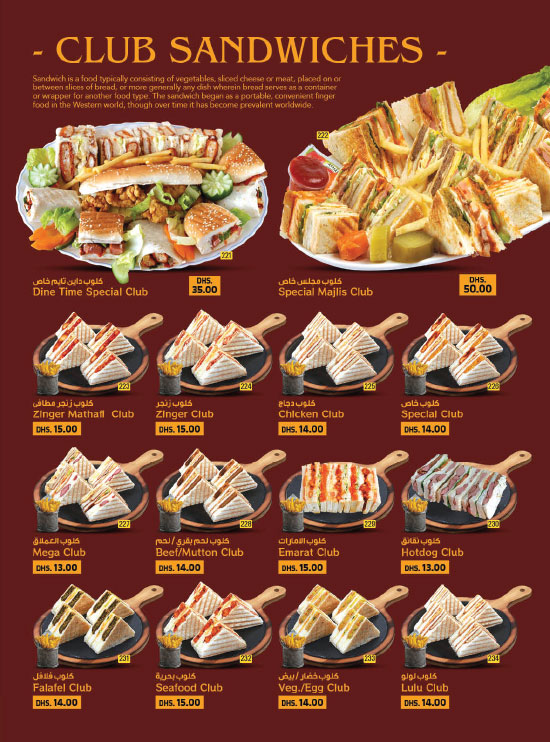 - CLUB SANDWICHES -
Sandwich is a food typically consisting of vegetables, sliced cheese or meat, placed on or
between slices of bread, or more generally any dish wherein bread serves as a container
or wrapper for another food type. The sandwich began as a portable, convenient finger
food in the Western world, though over time it has become prevalent worldwide.
221
222
كلوب داين تايم خاص
Dine Time Special Club
DHS.
35.00
كلوب مجلس خاص
Special Majlis Club
DHS.
50.00
223
224
225
226
كلوب زنجر مطافي
Zinger Mathafi Club
DHS. 15.00
كلوب زنجر
Zinger Club
DHS. 15.00
كلوب دجاج
Chicken Club
DHS. 14.00
كلوب خاص
Special Club
DHS. 14.00
227
228
229
230
كلوب العملاق
Mega Club
DHS. 13.00
كلوب لحم بقري / لحم
Beef/Mutton Club
DHS. 14.00
كلوب الامارات
Emarat Club
DHS. 15.00
كلوب نقانق
Hotdog Club
DHS. 13.00
231
232
233
234
كلوب فلافل
Falafel Club
DHS. 14.00
كلوب بحرية
Seafood Club
DHS. 15.00
كلوب خضار / بيض
Veg./Egg Club
DHS. 14.00
كلوب لولو
Lulu Club
DHS. 14.00